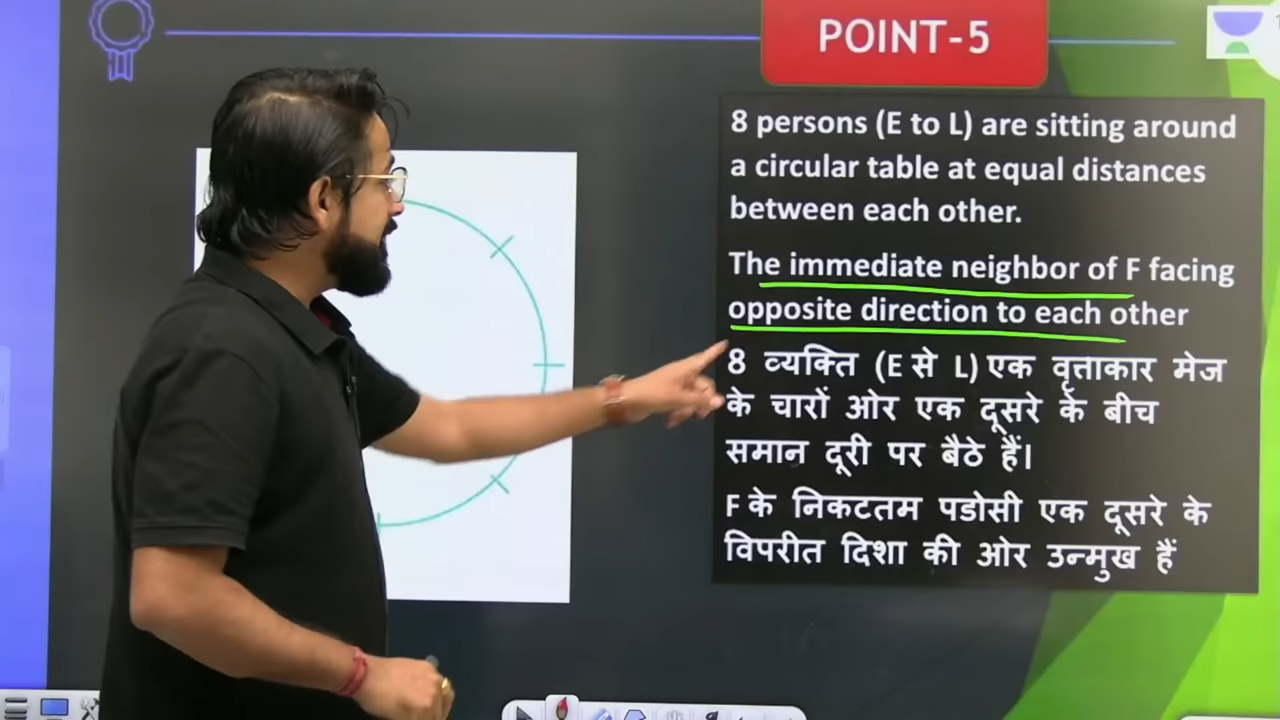 POINT-5
8 persons (E to L) are sitting around
a circular table at equal distances
between each other.
The immediate neighbor of F facing
opposite direction to each other
8 व्यक्ति (E से L) एक वृत्ताकार मेज
के चारों ओर एक दूसरे के बीच
समान दूरी पर बैठे हैं।
F के निकटतम पडोसी एक दूसरे के
विपरीत दिशा की ओर उन्मुख हैं